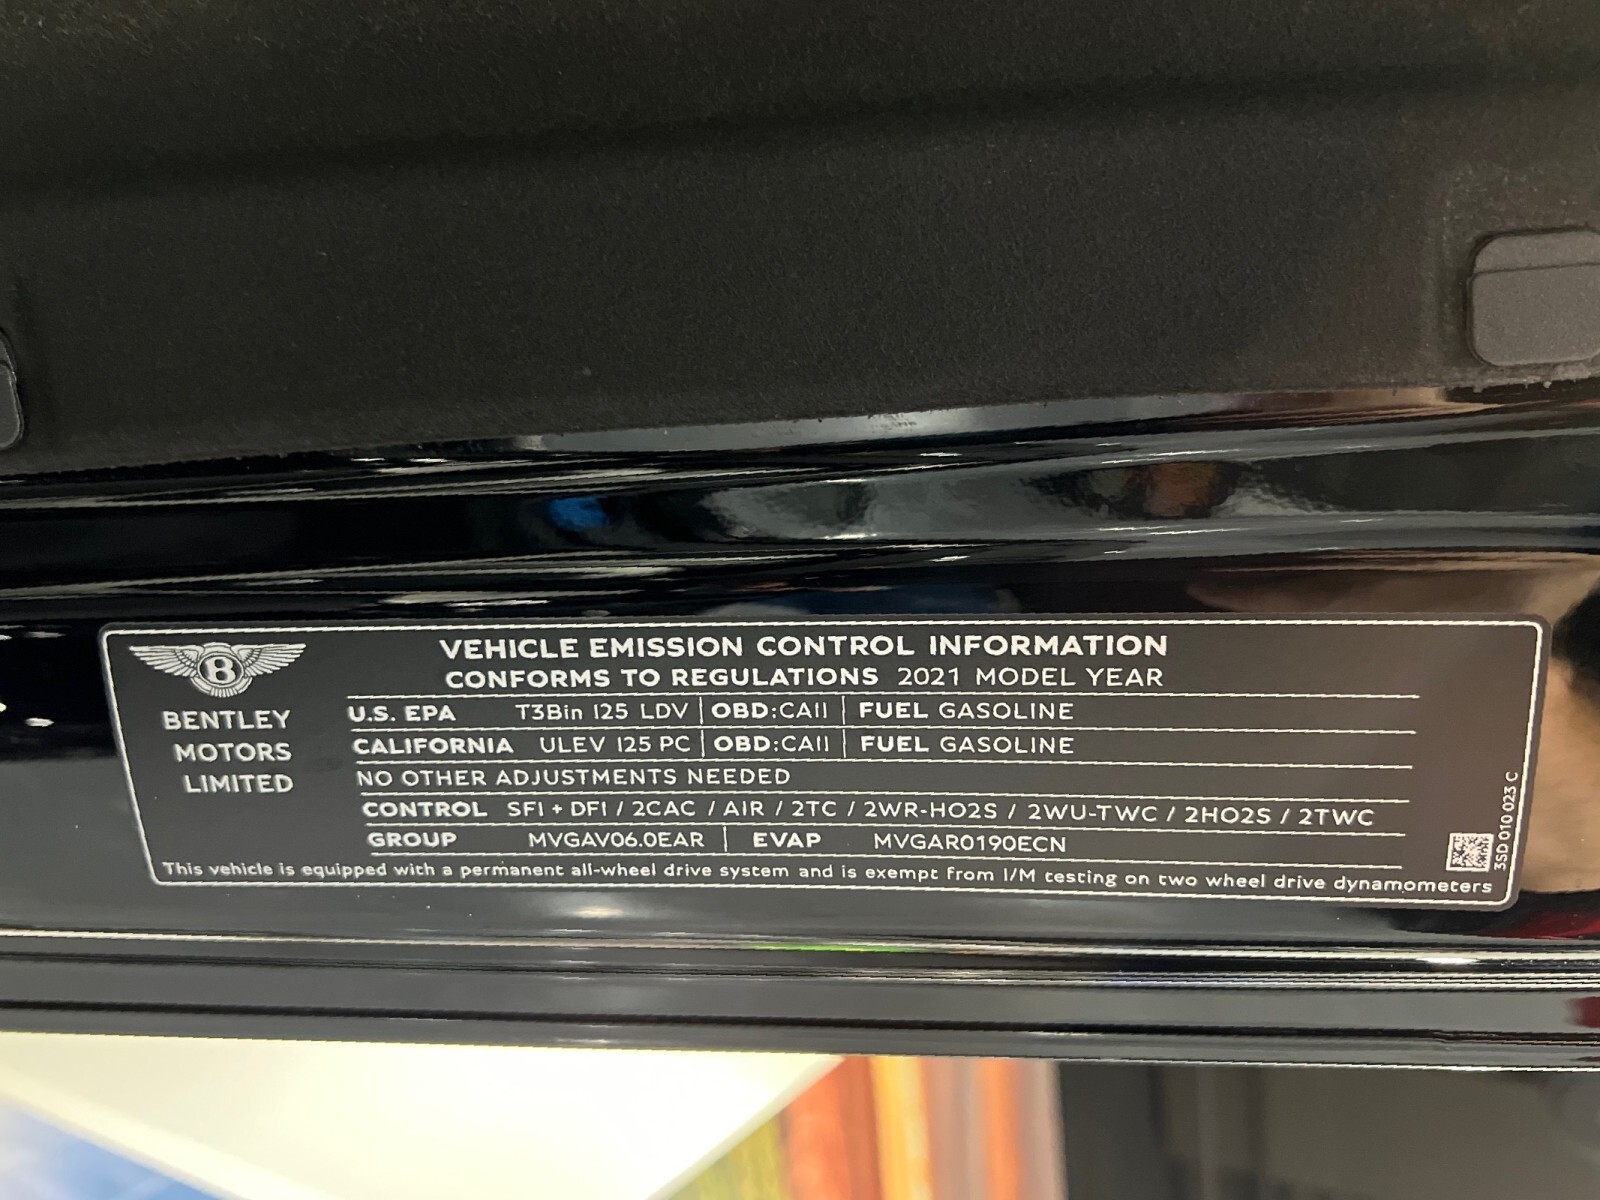 B
BENTLEY
MOTORS
LIMITED
VEHICLE EMISSION CONTROL INFORMATION
CONFORMS TO REGULATIONS 2021 MODEL YEAR
U.S. EPA T3Bin 125 LDV OBD:CAII FUEL GASOLINE
CALIFORNIA ULEV 125 PC OBD:CAII FUEL GASOLINE
NO OTHER ADJUSTMENTS NEEDED
CONTROL SFI + DFI / 2CAC / AIR / 2TC / 2WR-HO2S / 2WU-TWC / 2HO2S / 2TWC
GROUP MVGAV06.0EAR EVAP MVGAR0190ECN
This vehicle is equipped with a permanent all-wheel drive system and is exempt from I/M testing on two wheel drive dynamometers
3SD 010 023 C